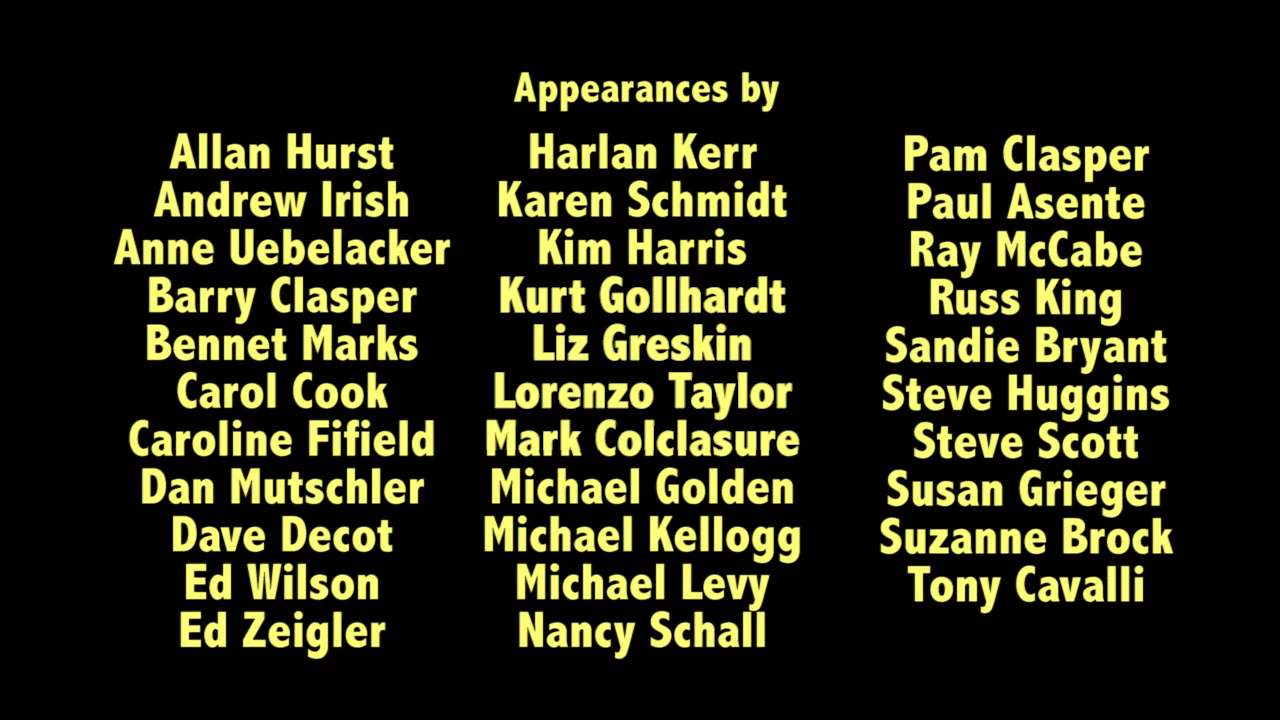 Appearances by
Allan Hurst
Andrew Irish
Anne Uebelacker
Barry Clasper
Bennet Marks
Carol Cook
Caroline Fifield
Dan Mutschler
Dave Decot
Ed Wilson
Ed Zeigler
Harlan Kerr
Karen Schmidt
Kim Harris
Kurt Gollhardt
Liz Greskin
Lorenzo Taylor
Mark Colclasure
Michael Golden
Michael Kellogg
Michael Levy
Nancy Schall
Pam Clasper
Paul Asente
Ray McCabe
Russ King
Sandie Bryant
Steve Huggins
Steve Scott
Susan Grieger
Suzanne Brock
Tony Cavalli